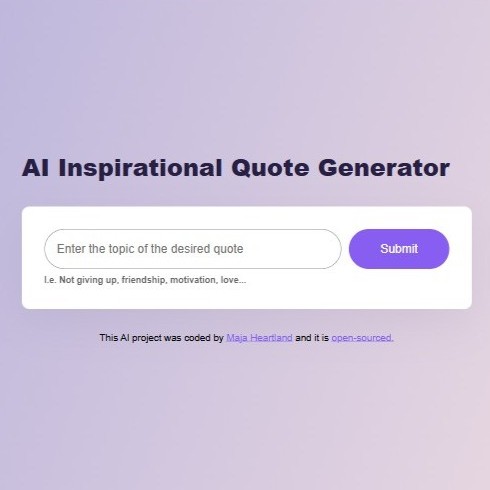 AI Inspirational Quote Generator
Enter the topic of the desired quote
Submit
I.e. Not giving up, friendship, motivation, love...
This AI project was coded by Maja Heartland and it is open-sourced.